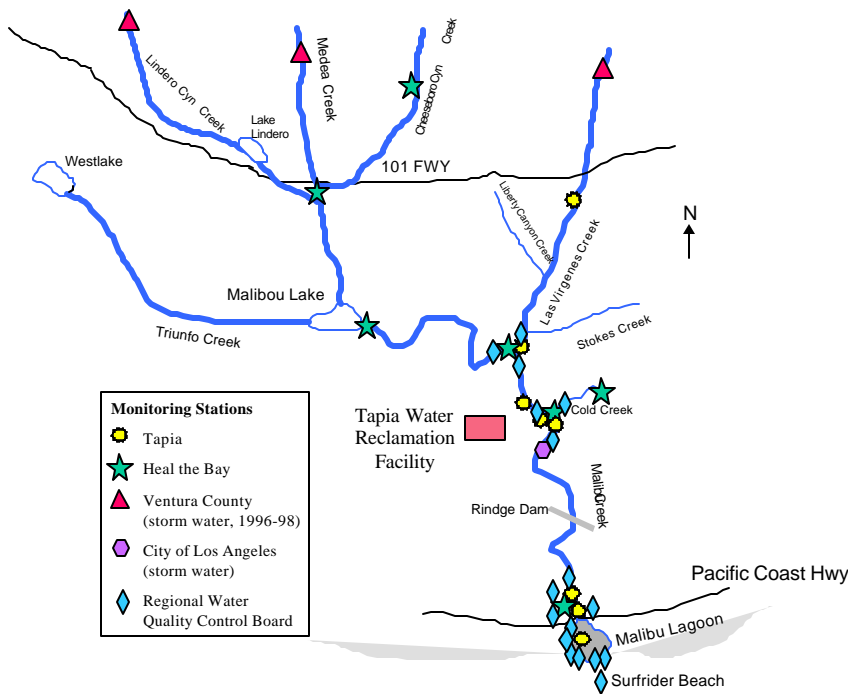 Lindero Cyn Creek
Medea Creek
Cheeseboro Cyn
Creek
Lake
Lindero
Westlake
101 FWY
Liberty Canyon Creek
Las Virgenes Creek
N
Malibou Lake
Triunfo Creek
Stokes Creek
Cold Creek
Tapia Water
Reclamation
Facility
Monitoring Stations
Tapia
Heal the Bay
Ventura County
(storm water, 1996-98)
City of Los Angeles
(storm water)
Regional Water
Quality Control Board
Malibu Creek
Rindge Dam
Pacific Coast Hwy
Malibu Lagoon
Surfrider Beach